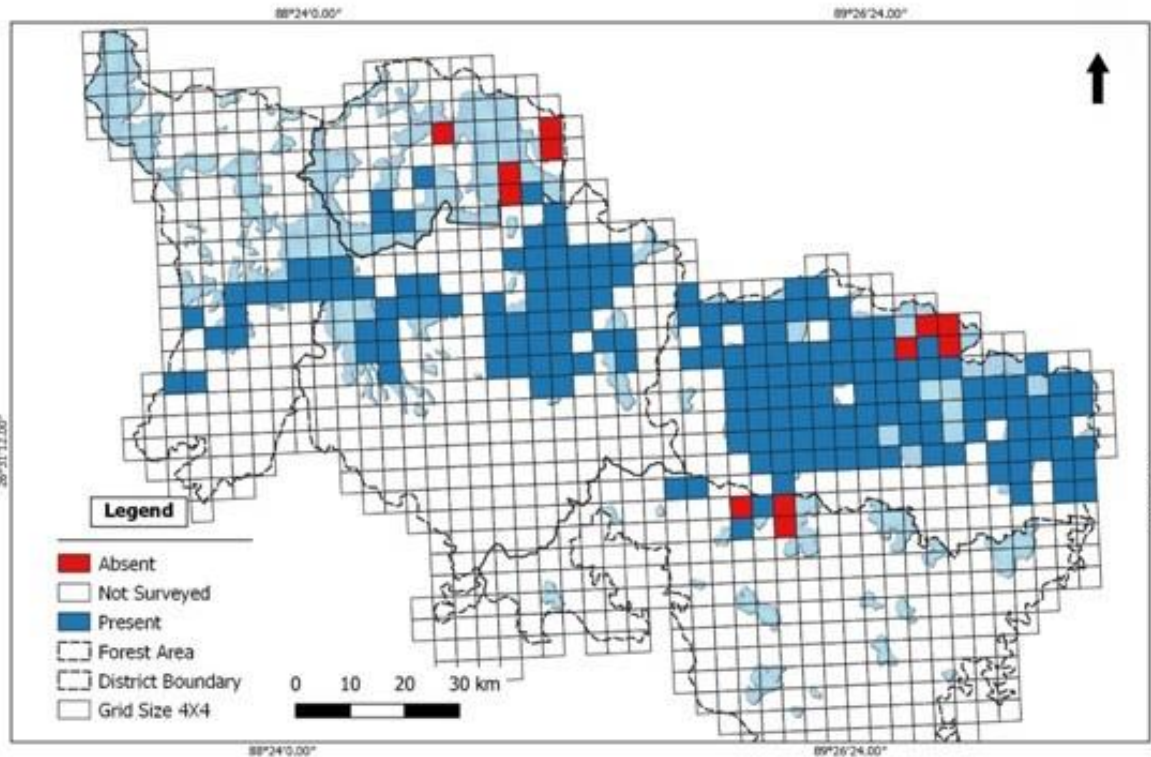 88°24'0.00"
89°26'24.00"
Legend
Absent
Not Surveyed
Present
Forest Area
District Boundary
Grid Size 4X4
0 10 20 30 km
88°24'0.00"
89°26'24.00"